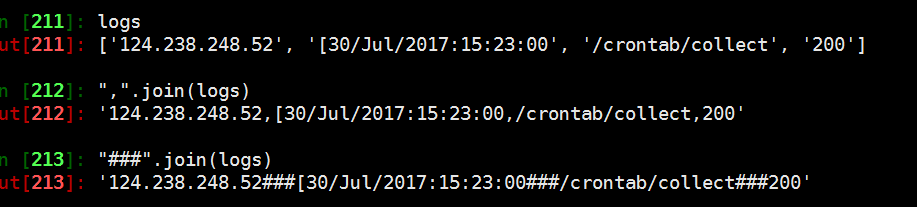 n [211]: logs
ut[211]: ['124.238.248.52', '[30/Jul/2017:15:23:00', '/crontab/collect', '200']
n [212]: ",".join(logs)
ut[212]: '124.238.248.52,[30/Jul/2017:15:23:00,/crontab/collect,200'
n [213]: "###".join(logs)
ut[213]: '124.238.248.52###[30/Jul/2017:15:23:00###/crontab/collect###200'